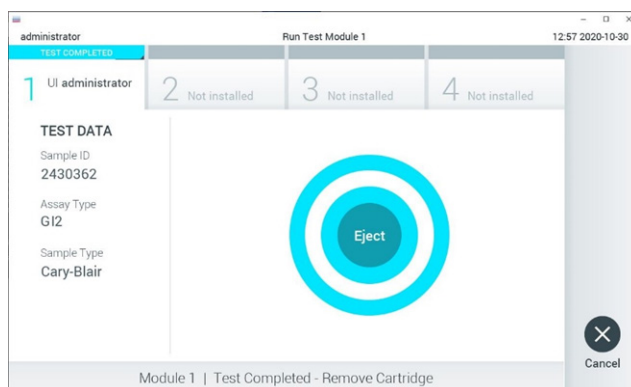 administrator Run Test Module 1 12:57 2020-10-30
TEST COMPLETED
1 UI administrator 2 Not installed 3 Not installed 4 Not installed
TEST DATA
Sample ID
2430362
Assay Type
GI2
Sample Type
Cary-Blair
Eject
Cancel
Module 1 | Test Completed - Remove Cartridge